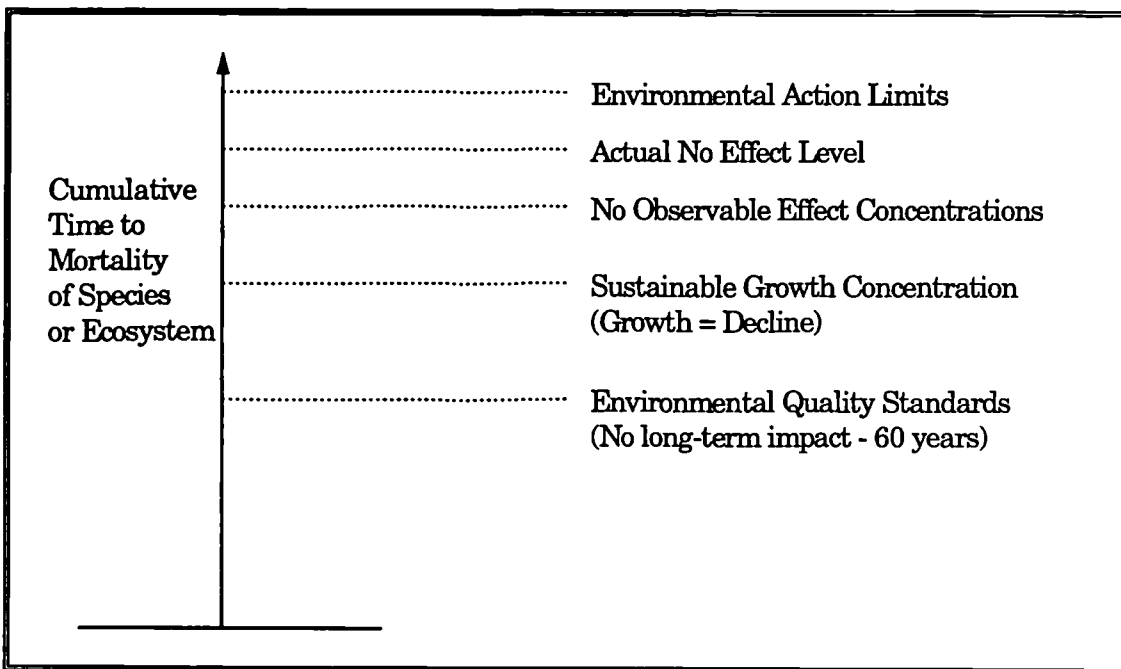 Environmental Action Limits
Actual No Effect Level
Cumulative
Time to
Mortality
of Species
or Ecosystem
No Observable Effect Concentrations
Sustainable Growth Concentration
(Growth = Decline)
Environmental Quality Standards
(No long-term impact - 60 years)